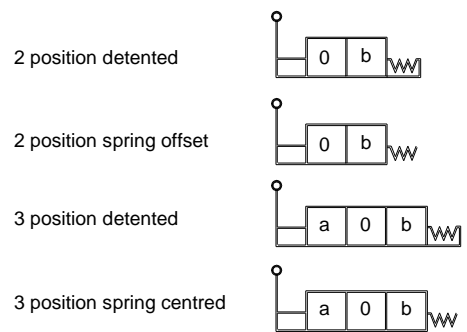 2 position detented 0 b
2 position spring offset 0 b
3 position detented a 0 b
3 position spring centred a 0 b